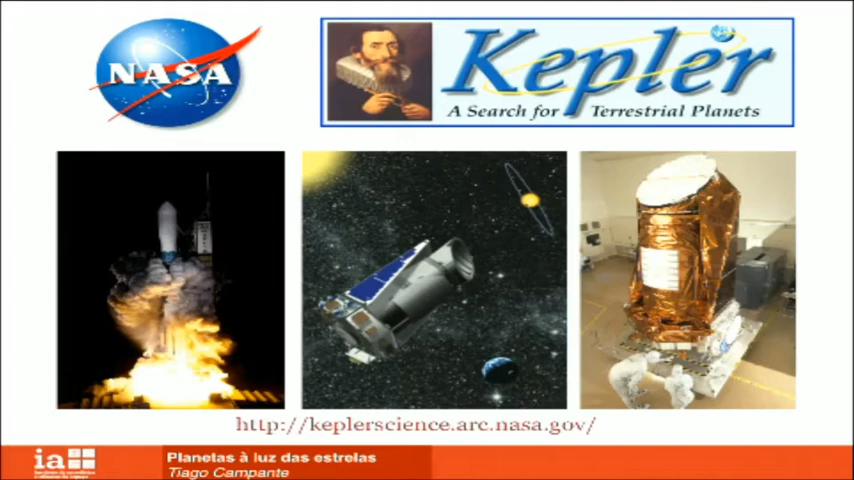 NASA
Kepler
A Search for Terrestrial Planets
http://keplerscience.arc.nasa.gov/
ia
Planetas à luz das estrelas
Tiago Campante